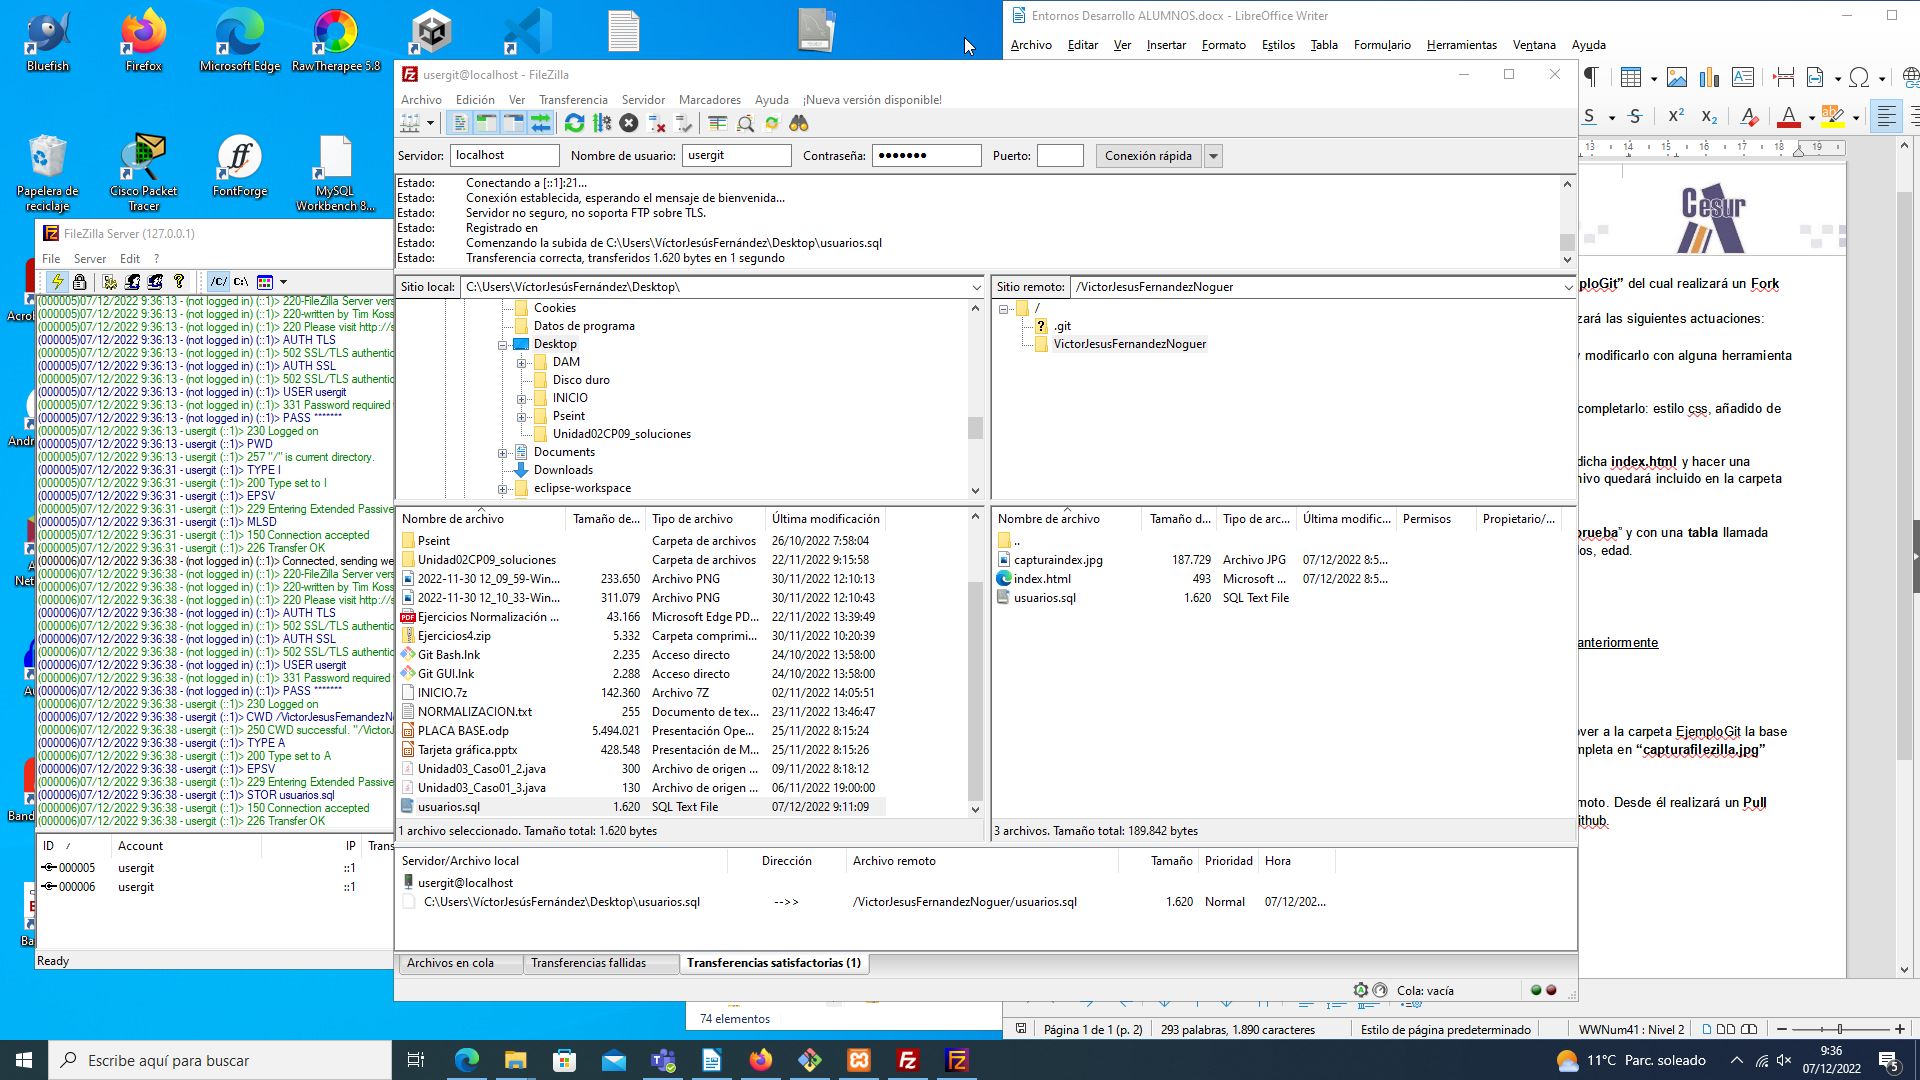 Bluefish
Firefox
Microsoft Edge
RawTherapee 5.8
Papelera de reciclaje
Cisco Packet Tracer
FontForge
MySQL Workbench 8...
Entornos Desarrollo ALUMNOS.docx - LibreOffice Writer
Archivo Editar Ver Insertar Formato Estilos Tabla Formulario Herramientas Ventana Ayuda
usergit@localhost - FileZilla
Archivo Edición Ver Transferencia Servidor Marcadores Ayuda ¡Nueva versión disponible!
Servidor: localhost Nombre de usuario: usergit Contraseña: ●●●●●●● Puerto: Conexión rápida
Estado: Conectando a [::1]:21...
Estado: Conexión establecida, esperando el mensaje de bienvenida...
Estado: Servidor no seguro, no soporta FTP sobre TLS.
Estado: Registrado en
Estado: Comenzando la subida de C:\Users\VíctorJesúsFernández\Desktop\usuarios.sql
Estado: Transferencia correcta, transferidos 1.620 bytes en 1 segundo
Sitio local: C:\Users\VíctorJesúsFernández\Desktop\
Cookies
Datos de programa
Desktop
DAM
Disco duro
INICIO
Pseint
Unidad02CP09_soluciones
Documents
Downloads
eclipse-workspace
Sitio remoto: /VictorJesusFernandezNoguer
/
.git
VictorJesusFernandezNoguer
Nombre de archivo Tamaño de... Tipo de archivo Última modificación
Pseint Carpeta de archivos 26/10/2022 7:58:04
Unidad02CP09_soluciones Carpeta de archivos 22/11/2022 9:15:58
2022-11-30 12_09_59-Win... 233.650 Archivo PNG 30/11/2022 12:10:13
2022-11-30 12_10_33-Win... 311.079 Archivo PNG 30/11/2022 12:10:43
Ejercicios Normalización ... 43.166 Microsoft Edge PD... 22/11/2022 13:39:49
Ejercicios4.zip 5.332 Carpeta comprimi... 30/11/2022 10:20:39
Git Bash.lnk 2.235 Acceso directo 24/10/2022 13:58:00
Git GUI.lnk 2.288 Acceso directo 24/10/2022 13:58:00
INICIO.7z 142.360 Archivo 7Z 02/11/2022 14:05:51
NORMALIZACION.txt 255 Documento de tex... 23/11/2022 13:46:47
PLACA BASE.odp 5.494.021 Presentación Ope... 25/11/2022 8:15:24
Tarjeta gráfica.pptx 428.548 Presentación de M... 25/11/2022 8:15:26
Unidad03_Caso01_2.java 300 Archivo de origen ... 09/11/2022 8:18:12
Unidad03_Caso01_3.java 130 Archivo de origen ... 06/11/2022 19:00:00
usuarios.sql 1.620 SQL Text File 07/12/2022 9:11:09
1 archivo seleccionado. Tamaño total: 1.620 bytes
Nombre de archivo Tamaño d... Tipo de arc... Última modific... Permisos Propietario/...
..
capturaindex.jpg 187.729 Archivo JPG 07/12/2022 8:5...
index.html 493 Microsoft ... 07/12/2022 8:5...
usuarios.sql 1.620 SQL Text File
3 archivos. Tamaño total: 189.842 bytes
Servidor/Archivo local Dirección Archivo remoto Tamaño Prioridad Hora
usergit@localhost
C:\Users\VíctorJesúsFernández\Desktop\usuarios.sql -->> /VictorJesusFernandezNoguer/usuarios.sql 1.620 Normal 07/12/202...
Archivos en cola Transferencias fallidas Transferencias satisfactorias (1)
Cola: vacía
FileZilla Server (127.0.0.1)
File Server Edit ?
/C/ C:\
(000005)07/12/2022 9:36:13 - (not logged in) (::1)> 220-FileZilla Server vers
(000005)07/12/2022 9:36:13 - (not logged in) (::1)> 220-written by Tim Koss
(000005)07/12/2022 9:36:13 - (not logged in) (::1)> 220 Please visit http://s
(000005)07/12/2022 9:36:13 - (not logged in) (::1)> AUTH TLS
(000005)07/12/2022 9:36:13 - (not logged in) (::1)> 502 SSL/TLS authentic
(000005)07/12/2022 9:36:13 - (not logged in) (::1)> AUTH SSL
(000005)07/12/2022 9:36:13 - (not logged in) (::1)> 502 SSL/TLS authentic
(000005)07/12/2022 9:36:13 - (not logged in) (::1)> USER usergit
(000005)07/12/2022 9:36:13 - (not logged in) (::1)> 331 Password required
(000005)07/12/2022 9:36:13 - (not logged in) (::1)> PASS *******
(000005)07/12/2022 9:36:13 - usergit (::1)> 230 Logged on
(000005)07/12/2022 9:36:13 - usergit (::1)> PWD
(000005)07/12/2022 9:36:13 - usergit (::1)> 257 "/" is current directory.
(000005)07/12/2022 9:36:31 - usergit (::1)> TYPE I
(000005)07/12/2022 9:36:31 - usergit (::1)> 200 Type set to I
(000005)07/12/2022 9:36:31 - usergit (::1)> EPSV
(000005)07/12/2022 9:36:31 - usergit (::1)> 229 Entering Extended Passive
(000005)07/12/2022 9:36:31 - usergit (::1)> MLSD
(000005)07/12/2022 9:36:31 - usergit (::1)> 150 Connection accepted
(000005)07/12/2022 9:36:31 - usergit (::1)> 226 Transfer OK
(000006)07/12/2022 9:36:38 - (not logged in) (::1)> Connected, sending we
(000006)07/12/2022 9:36:38 - (not logged in) (::1)> 220-FileZilla Server vers
(000006)07/12/2022 9:36:38 - (not logged in) (::1)> 220-written by Tim Koss
(000006)07/12/2022 9:36:38 - (not logged in) (::1)> 220 Please visit http://s
(000006)07/12/2022 9:36:38 - (not logged in) (::1)> AUTH TLS
(000006)07/12/2022 9:36:38 - (not logged in) (::1)> 502 SSL/TLS authentic
(000006)07/12/2022 9:36:38 - (not logged in) (::1)> AUTH SSL
(000006)07/12/2022 9:36:38 - (not logged in) (::1)> 502 SSL/TLS authentic
(000006)07/12/2022 9:36:38 - (not logged in) (::1)> USER usergit
(000006)07/12/2022 9:36:38 - (not logged in) (::1)> 331 Password required
(000006)07/12/2022 9:36:38 - (not logged in) (::1)> PASS *******
(000006)07/12/2022 9:36:38 - usergit (::1)> 230 Logged on
(000006)07/12/2022 9:36:38 - usergit (::1)> CWD /VictorJesusFernandezN
(000006)07/12/2022 9:36:38 - usergit (::1)> 250 CWD successful. "/VictorJ
(000006)07/12/2022 9:36:38 - usergit (::1)> TYPE A
(000006)07/12/2022 9:36:38 - usergit (::1)> 200 Type set to A
(000006)07/12/2022 9:36:38 - usergit (::1)> EPSV
(000006)07/12/2022 9:36:38 - usergit (::1)> 229 Entering Extended Passive
(000006)07/12/2022 9:36:38 - usergit (::1)> STOR usuarios.sql
(000006)07/12/2022 9:36:38 - usergit (::1)> 150 Connection accepted
(000006)07/12/2022 9:36:38 - usergit (::1)> 226 Transfer OK
ID / Account IP Trans
000005 usergit ::1
000006 usergit ::1
Ready
13 14 15 16 17 18 19
Cesur
ploGit” del cual realizará un Fork
zará las siguientes actuaciones:
y modificarlo con alguna herramienta
completarlo: estilo css, añadido de
dicha index.html y hacer una
hivo quedará incluido en la carpeta
prueba” y con una tabla llamada
dos, edad.
anteriormente
over a la carpeta EjemploGit la base
mpleta en “capturafilezilla.jpg”
moto. Desde él realizará un Pull
ithub.
74 elementos
Página 1 de 1 (p. 2) 293 palabras, 1.890 caracteres Estilo de página predeterminado WWNum41 : Nivel 2
Escribe aquí para buscar
11°C Parc. soleado
9:36
07/12/2022
5